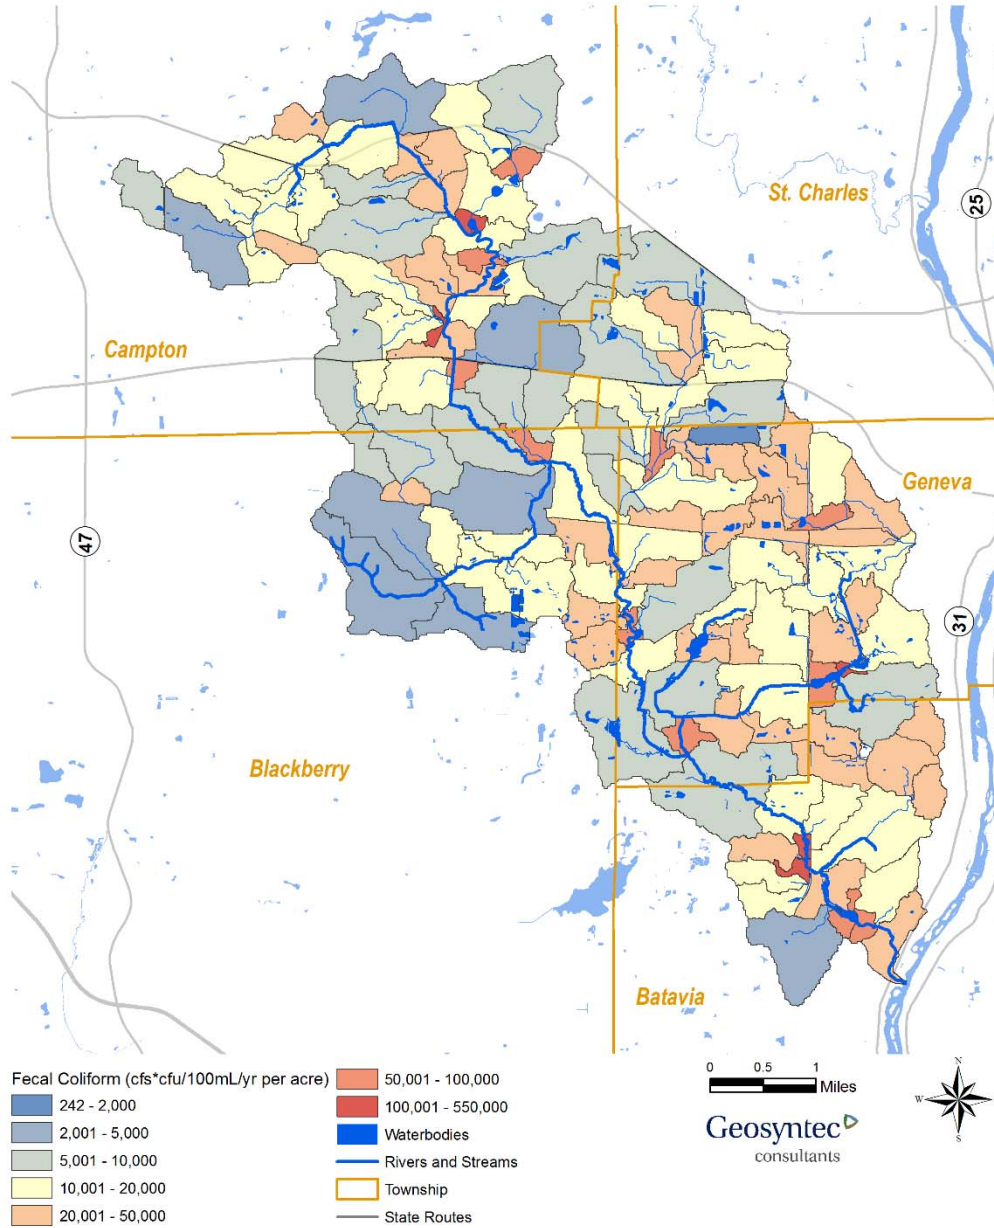 St. Charles
25
Campton
Geneva
47
31
Blackberry
Batavia
Fecal Coliform (cfs*cfu/100mL/yr per acre)
242 - 2,000
2,001 - 5,000
5,001 - 10,000
10,001 - 20,000
20,001 - 50,000
50,001 - 100,000
100,001 - 550,000
Waterbodies
Rivers and Streams
Township
State Routes
0 0.5 1
Miles
Geosyntec
consultants
N
W E
S